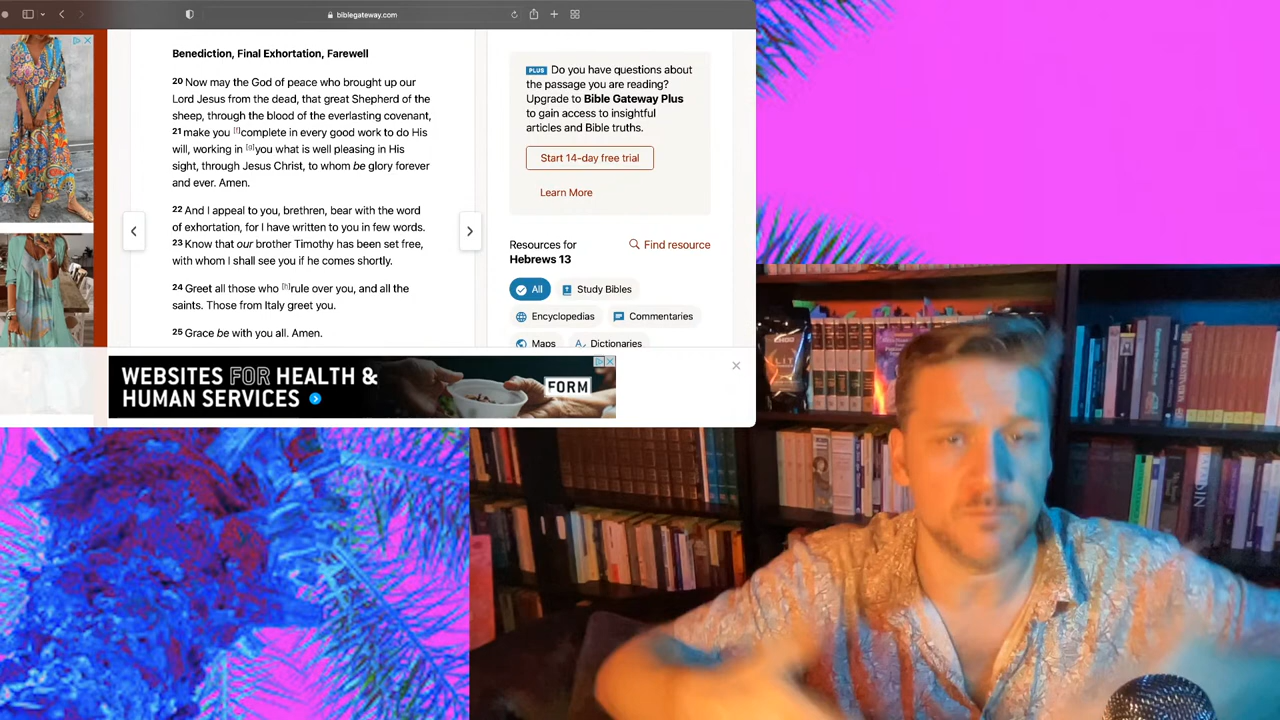 biblegateway.com
Benediction, Final Exhortation, Farewell
20 Now may the God of peace who brought up our
Lord Jesus from the dead, that great Shepherd of the
sheep, through the blood of the everlasting covenant,
21 make you [f]complete in every good work to do His
will, working in [g]you what is well pleasing in His
sight, through Jesus Christ, to whom be glory forever
and ever. Amen.
22 And I appeal to you, brethren, bear with the word
of exhortation, for I have written to you in few words.
23 Know that our brother Timothy has been set free,
with whom I shall see you if he comes shortly.
24 Greet all those who [h]rule over you, and all the
saints. Those from Italy greet you.
25 Grace be with you all. Amen.
PLUS Do you have questions about
the passage you are reading?
Upgrade to Bible Gateway Plus
to gain access to insightful
articles and Bible truths.
Start 14-day free trial
Learn More
Resources for
Hebrews 13
Find resource
All
Study Bibles
Encyclopedias
Commentaries
Maps
Dictionaries
WEBSITES FOR HEALTH &
HUMAN SERVICES
FORM